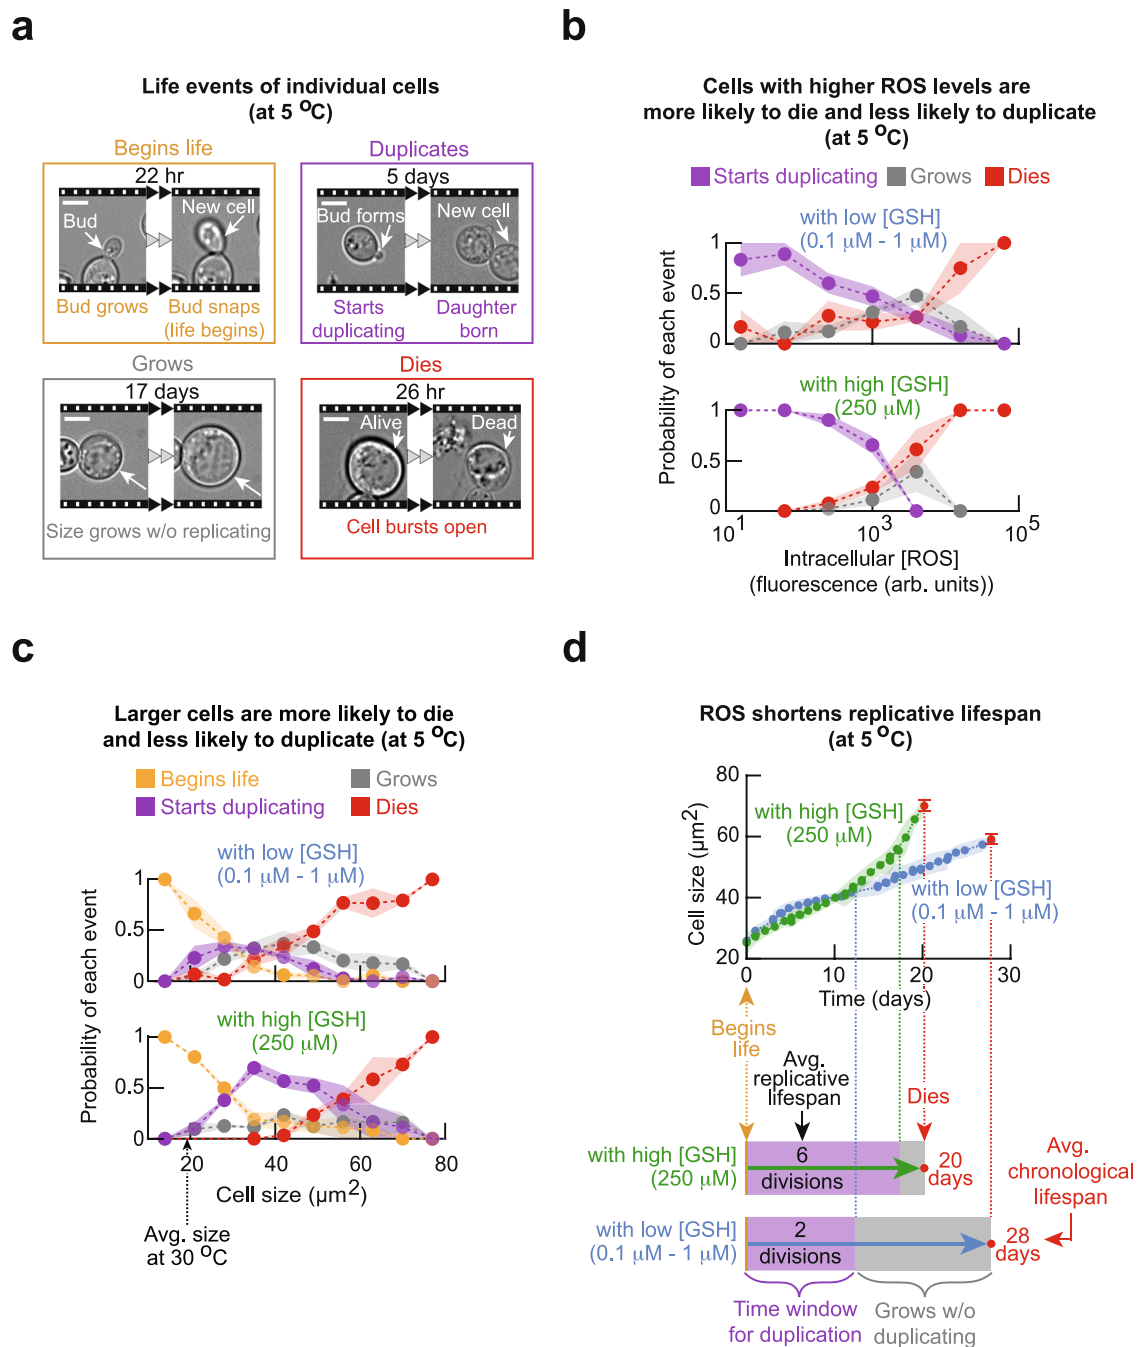 a
Life events of individual cells
(at 5 ⁰C)
Begins life
22 hr
Bud
New cell
Bud grows
Bud snaps
(life begins)
Duplicates
5 days
Bud forms
New cell
Starts
duplicating
Daughter
born
Grows
17 days
Size grows w/o replicating
Dies
26 hr
Alive
Dead
Cell bursts open
b
Cells with higher ROS levels are
more likely to die and less likely to duplicate
(at 5 ⁰C)
Starts duplicating
Grows
Dies
with low [GSH]
(0.1 µM - 1 µM)
1
0.5
0
with high [GSH]
(250 µM)
1
0.5
0
Probability of each event
10¹
10³
10⁵
Intracellular [ROS]
(fluorescence (arb. units))
c
Larger cells are more likely to die
and less likely to duplicate (at 5 ⁰C)
Begins life
Grows
Starts duplicating
Dies
with low [GSH]
(0.1 µM - 1 µM)
1
0.5
0
with high [GSH]
(250 µM)
1
0.5
0
Probability of each event
20
40
60
80
Cell size (µm²)
Avg. size
at 30 ⁰C
d
ROS shortens replicative lifespan
(at 5 ⁰C)
80
60
40
20
Cell size (µm²)
with high [GSH]
(250 µM)
with low [GSH]
(0.1 µM - 1 µM)
0
10
20
30
Time (days)
Begins
life
Avg.
replicative
lifespan
Dies
with high [GSH]
(250 µM)
6
divisions
20
days
Avg.
chronological
lifespan
with low [GSH]
(0.1 µM - 1 µM)
2
divisions
28
days
Time window
for duplication
Grows w/o
duplicating